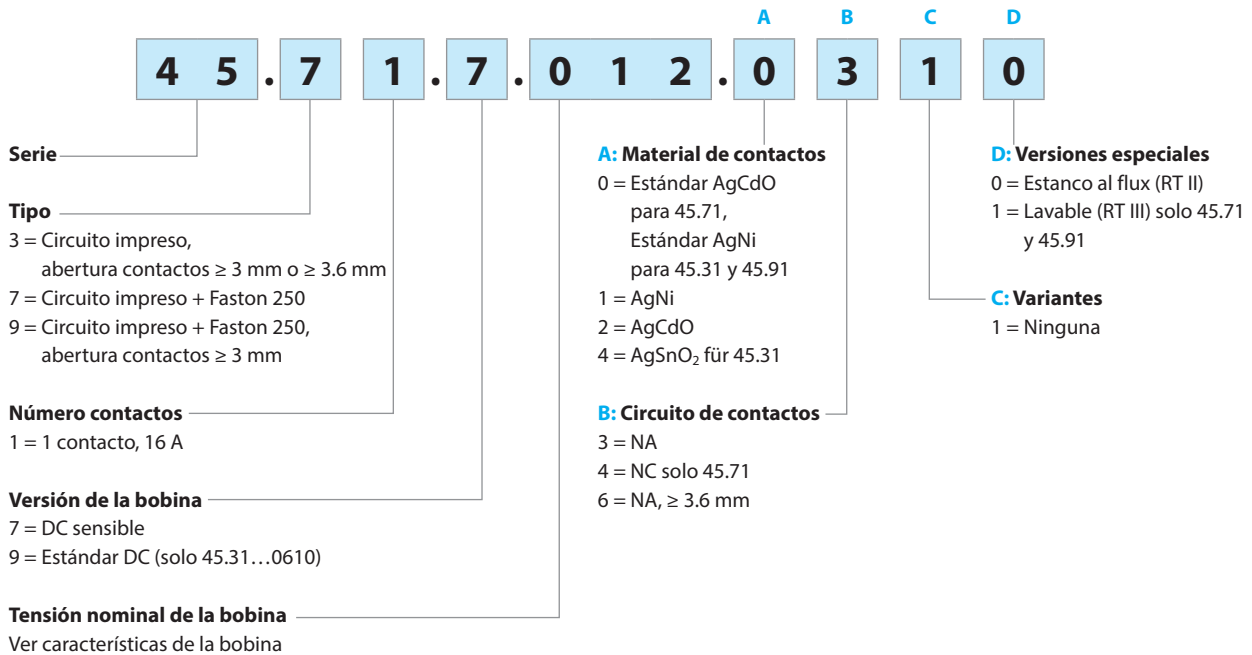 A B C D
4 5 . 7 1 . 7 . 0 1 2 . 0 3 1 0
Serie
Tipo
3 = Circuito impreso,
abertura contactos ≥ 3 mm o ≥ 3.6 mm
7 = Circuito impreso + Faston 250
9 = Circuito impreso + Faston 250,
abertura contactos ≥ 3 mm
Número contactos
1 = 1 contacto, 16 A
Versión de la bobina
7 = DC sensible
9 = Estándar DC (solo 45.31…0610)
Tensión nominal de la bobina
Ver características de la bobina
A: Material de contactos
0 = Estándar AgCdO
para 45.71,
Estándar AgNi
para 45.31 y 45.91
1 = AgNi
2 = AgCdO
4 = AgSnO₂ für 45.31
B: Circuito de contactos
3 = NA
4 = NC solo 45.71
6 = NA, ≥ 3.6 mm
D: Versiones especiales
0 = Estanco al flux (RT II)
1 = Lavable (RT III) solo 45.71
y 45.91
C: Variantes
1 = Ninguna